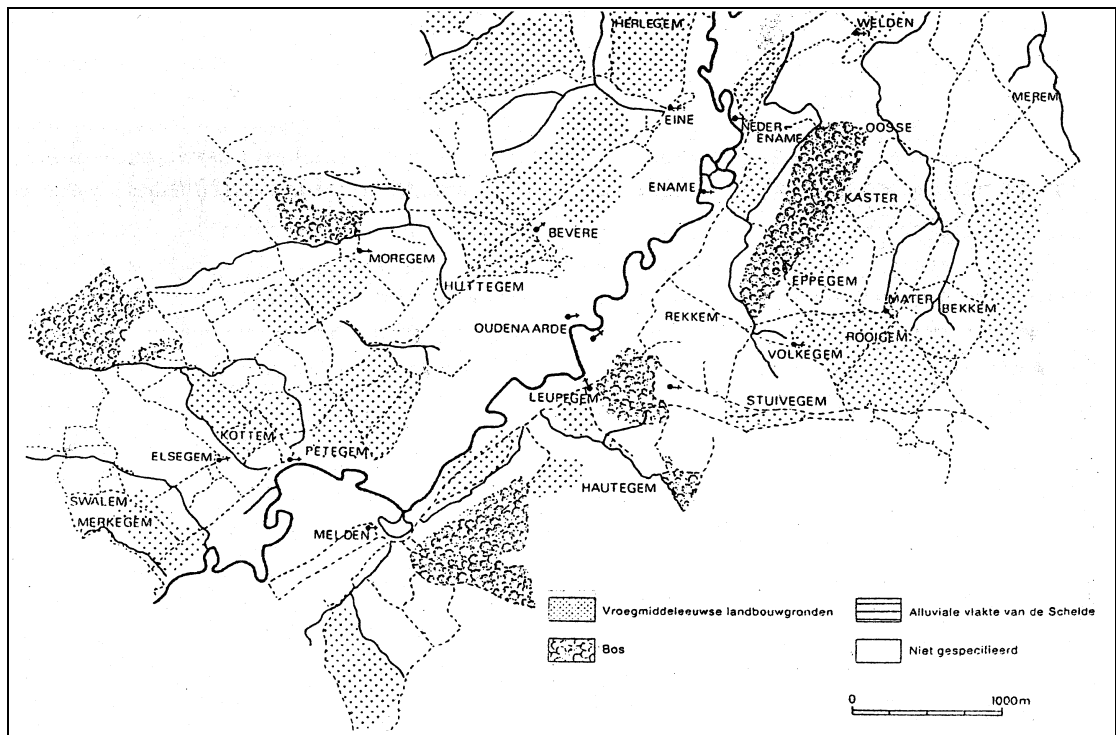 HERLEGEM
WELDEN
MEREM
EINE
NEDER-
ENAME
OOSSE
ENAME
KASTER
BEVERE
MOREGEM
HUTTEGEM
EPPEGEM
MATER
BEKKEM
OUDENAARDE
REKKEM
ROOIGEM
VOLKEGEM
LEUPEGEM
STUIVEGEM
KOTTEM
ELSEGEM
PETEGEM
HAUTEGEM
SWALEM
MERKEGEM
MELDEN
Vroegmiddeleeuwse landbouwgronden
Alluviale vlakte van de Schelde
Bos
Niet gespecifieerd
0 1000m